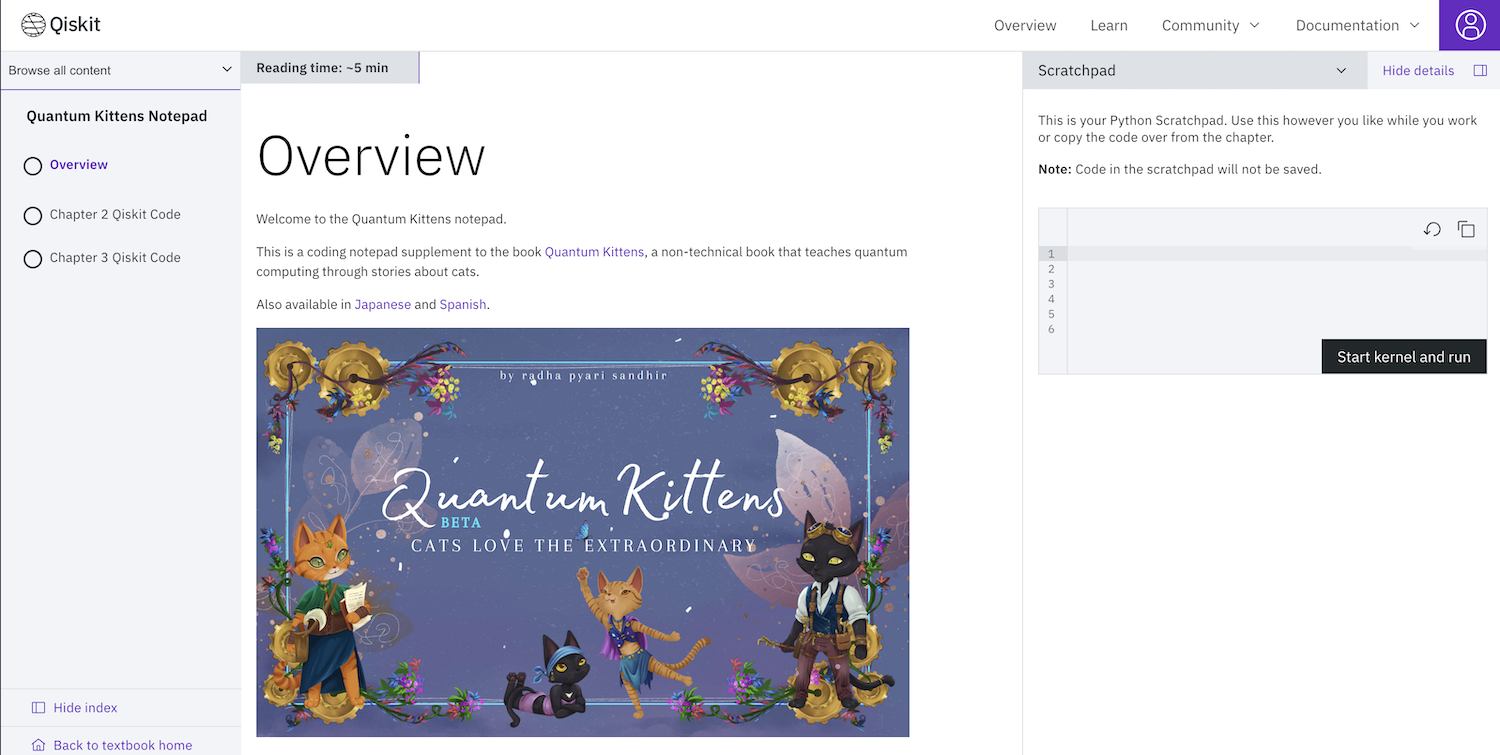 Qiskit
Overview
Learn
Community
Documentation
Browse all content
Quantum Kittens Notepad
Overview
Chapter 2 Qiskit Code
Chapter 3 Qiskit Code
Hide index
Back to textbook home
Reading time: ~5 min
Overview
Welcome to the Quantum Kittens notepad.
This is a coding notepad supplement to the book Quantum Kittens, a non-technical book that teaches quantum
computing through stories about cats.
Also available in Japanese and Spanish.
by radha pyari sandhir
Quantum Kittens
BETA
CATS LOVE THE EXTRAORDINARY
Scratchpad
Hide details
This is your Python Scratchpad. Use this however you like while you work
or copy the code over from the chapter.
Note: Code in the scratchpad will not be saved.
1
2
3
4
5
6
Start kernel and run